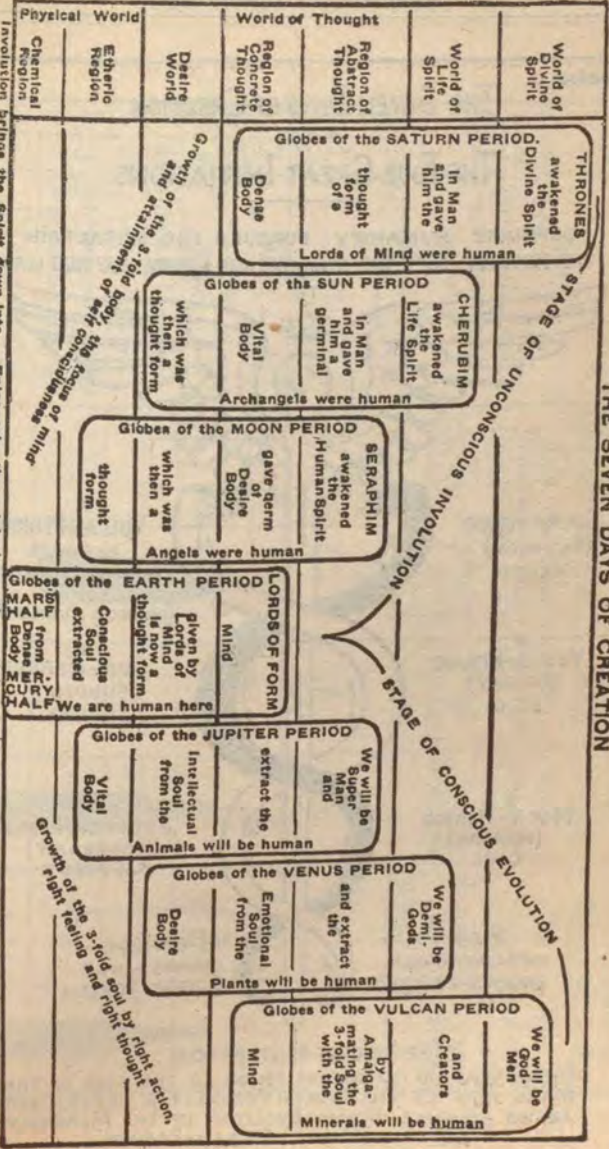 THE SEVEN DAYS OF CREATION
World of
Divine
Spirit
World of
Life
Spirit
World of Thought
Region of
Abstract
Thought
Region of
Concrete
Thought
Desire
World
Physical World
Etheric
Region
Chemical
Region
STAGE OF UNCONSCIOUS INVOLUTION
STAGE OF CONSCIOUS EVOLUTION
Globes of the SATURN PERIOD.
THRONES
awakened
the
Divine Spirit
in Man
and gave
him the
thought
form
of a
Dense
Body
Lords of Mind were human
Globes of the SUN PERIOD
CHERUBIM
awakened
the
Life Spirit
in Man
and gave
him a
germinal
Vital
Body
which was
then a
thought form
Archangels were human
Globes of the MOON PERIOD
SERAPHIM
awakened
the
Human Spirit
gave germ
of
Desire
Body
which was
then a
thought
form
Angels were human
Globes of the EARTH PERIOD
LORDS OF FORM
Mind
given by
Lords of
Mind
is now a
thought form
Conscious
Soul
extracted
from
Dense
Body
MARS
HALF
MER-
CURY
HALF
We are human here
Globes of the JUPITER PERIOD
We will be
Super
Man
and
extract the
Intellectual
Soul
from the
Vital
Body
Animals will be human
Globes of the VENUS PERIOD
We will be
Demi-
Gods
and extract
the
Emotional
Soul
from the
Desire
Body
Plants will be human
Globes of the VULCAN PERIOD
We will be
God-
Men
and
Creators
by
Amalga-
mating the
3-fold Soul
with the
Mind
Minerals will be human
Growth of the 3-fold body, the focus of mind
and attainment of self consciousness
Growth of the 3-fold soul by right action,
right feeling and right thought
Involution brings the Spirit down into